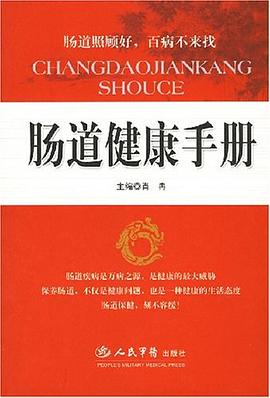 肠道照顾好，百病不来找
CHANGDAOJIANKANG
SHOUCE
肠道健康手册
主编◎肖 冉
肠道疾病是万病之源，是健康的最大威胁
保养肠道，不仅是健康问题，也是一种健康的生活态度
肠道保健，刻不容缓！
人民军医出版社
PEOPLE'S MILITARY MEDICAL PRESS